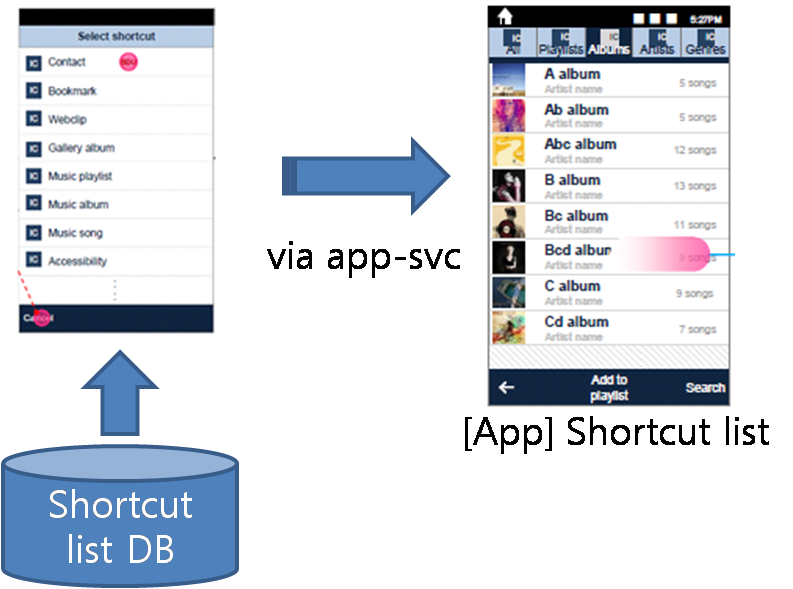 Select shortcut
IC Contact
IC Bookmark
IC Webclip
IC Gallery album
IC Music playlist
IC Music album
IC Music song
IC Accessibility
via app-svc
Shortcut
list DB
5:27PM
IC IC IC IC IC
All Playlists Albums Artists Genres
A album
Artist name
5 songs
Ab album
Artist name
5 songs
Abc album
Artist name
12 songs
B album
Artist name
13 songs
Bc album
Artist name
11 songs
Bcd album
Artist name
8 songs
C album
Artist name
9 songs
Cd album
Artist name
7 songs
Add to
playlist
Search
[App] Shortcut list